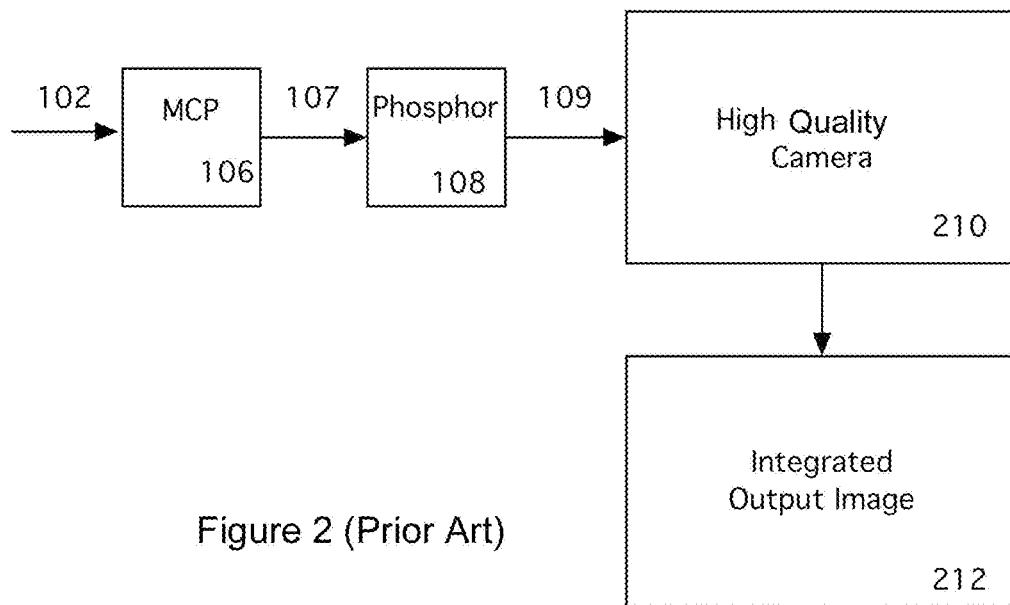 102
MCP
106
107
Phosphor
108
109
High Quality
Camera
210
Integrated
Output Image
212
Figure 2 (Prior Art)